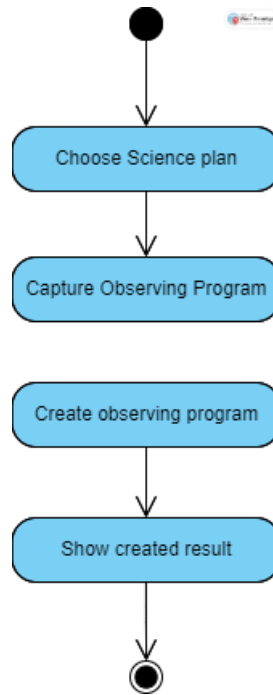 Choose Science plan
Capture Observing Program
Create observing program
Show created result